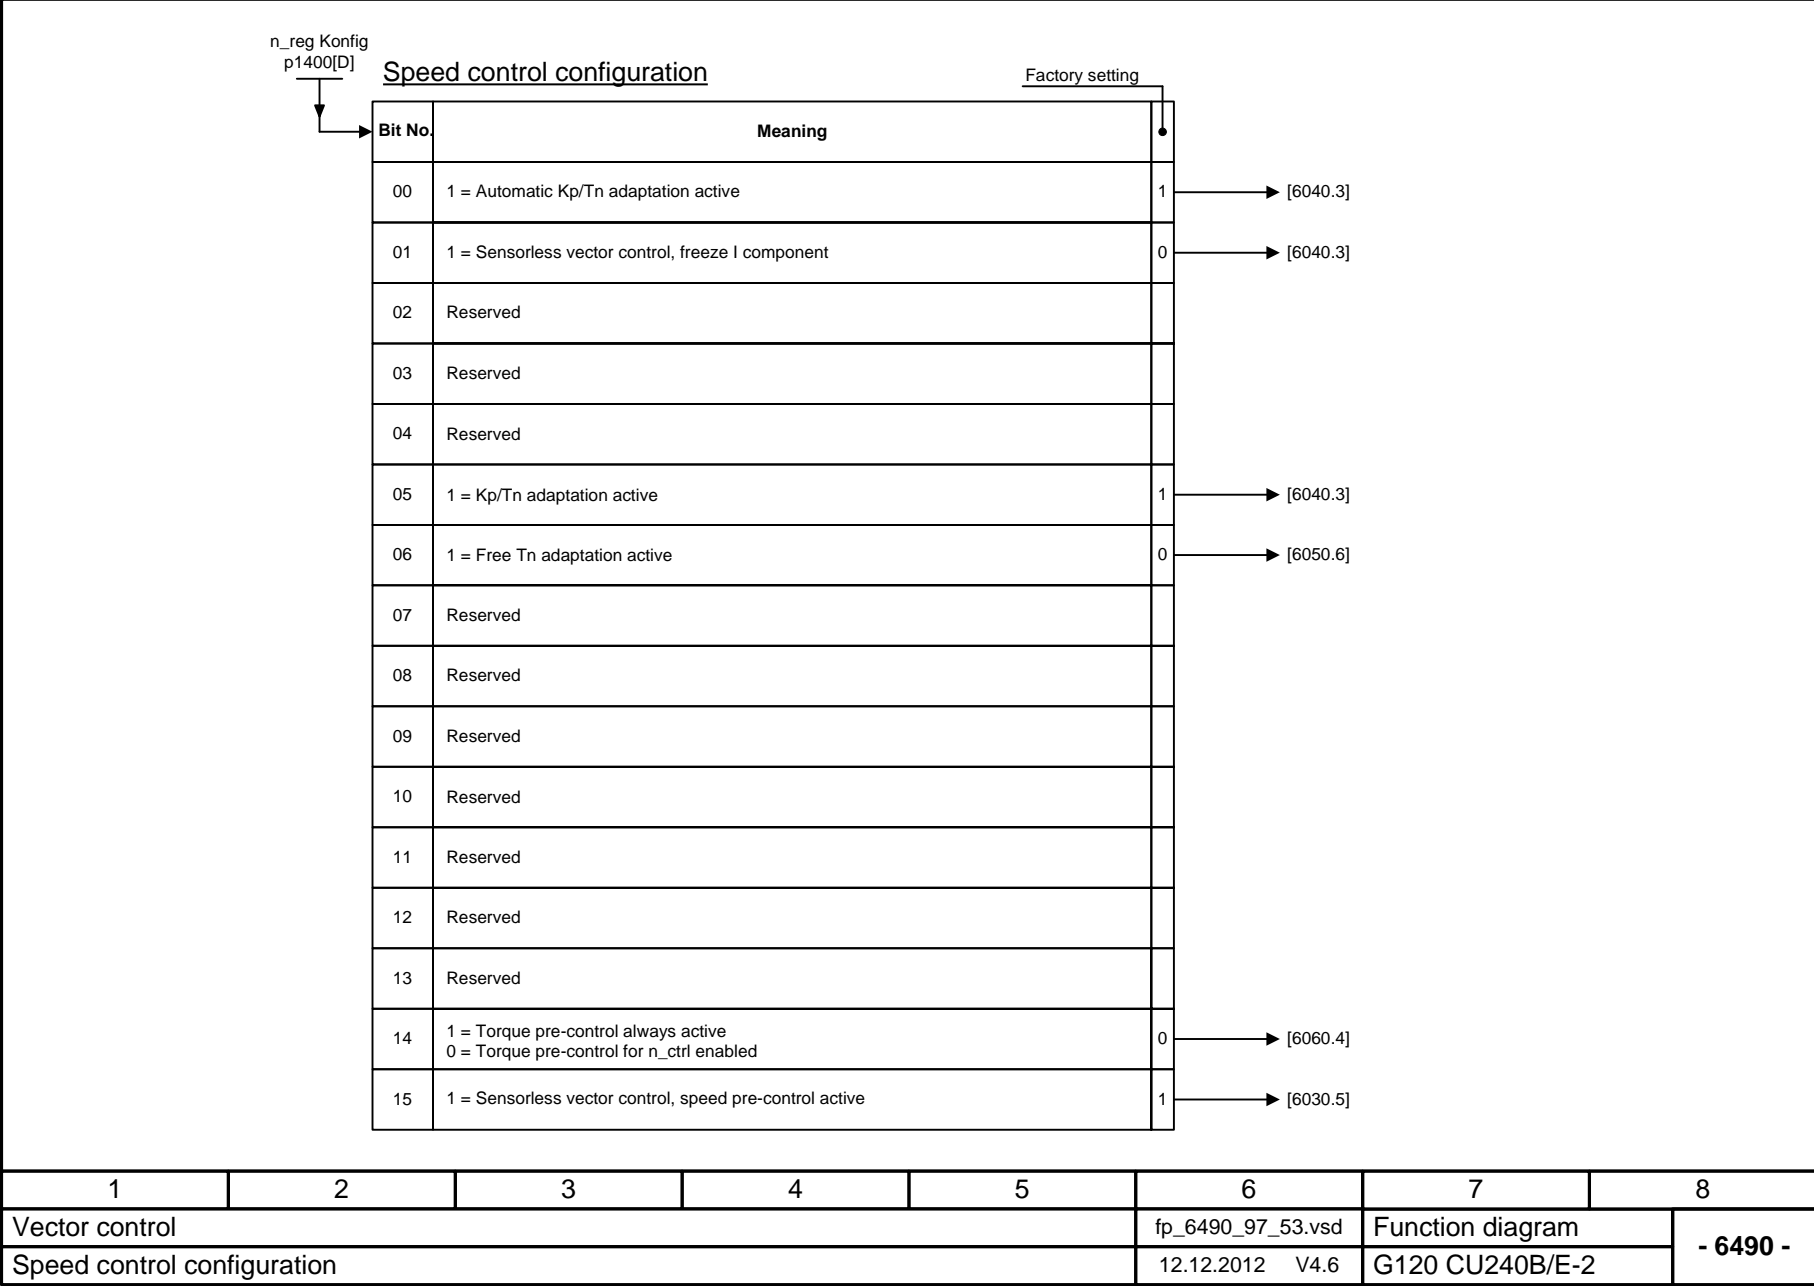 n_reg Konfig
p1400[D]
Speed control configuration
Factory setting
Bit No. Meaning
00 1 = Automatic Kp/Tn adaptation active 1 [6040.3]
01 1 = Sensorless vector control, freeze I component 0 [6040.3]
02 Reserved
03 Reserved
04 Reserved
05 1 = Kp/Tn adaptation active 1 [6040.3]
06 1 = Free Tn adaptation active 0 [6050.6]
07 Reserved
08 Reserved
09 Reserved
10 Reserved
11 Reserved
12 Reserved
13 Reserved
14 1 = Torque pre-control always active
0 = Torque pre-control for n_ctrl enabled 0 [6060.4]
15 1 = Sensorless vector control, speed pre-control active 1 [6030.5]
1 2 3 4 5 6 7 8
Vector control fp_6490_97_53.vsd Function diagram
- 6490 -
Speed control configuration 12.12.2012 V4.6 G120 CU240B/E-2